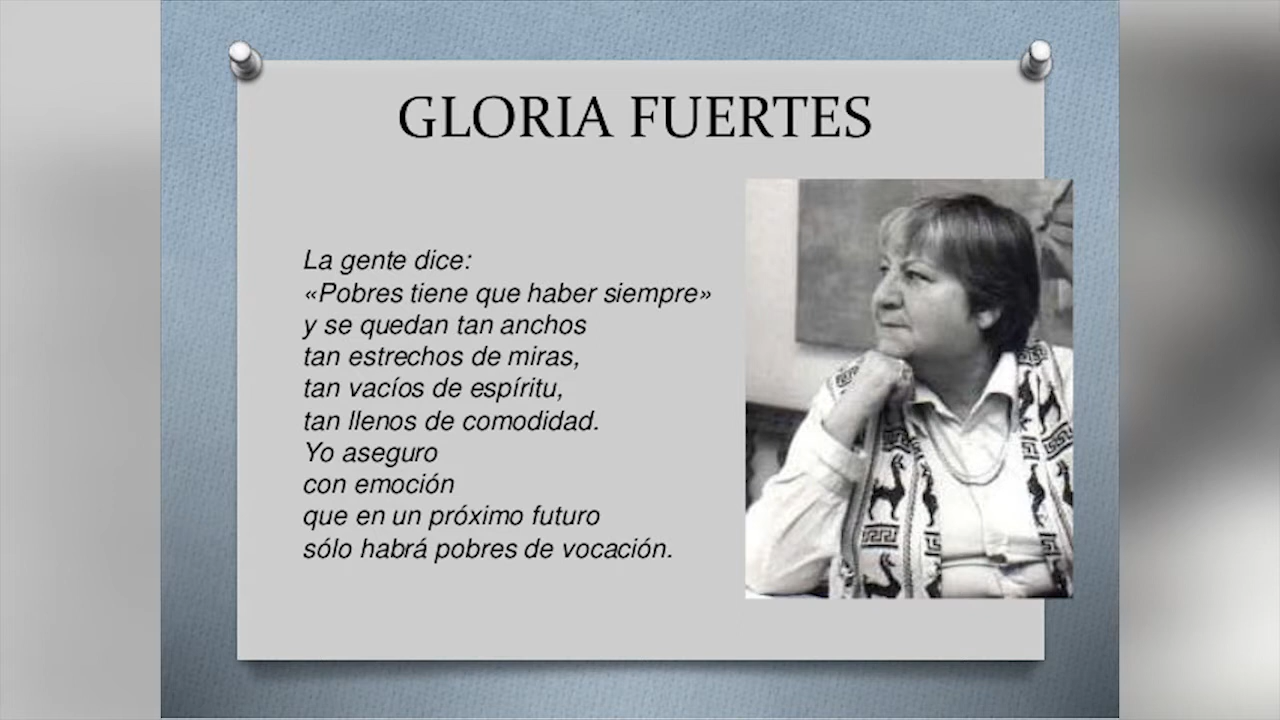 GLORIA FUERTES
La gente dice:
«Pobres tiene que haber siempre»
y se quedan tan anchos
tan estrechos de miras,
tan vacíos de espíritu,
tan llenos de comodidad.
Yo aseguro
con emoción
que en un próximo futuro
sólo habrá pobres de vocación.